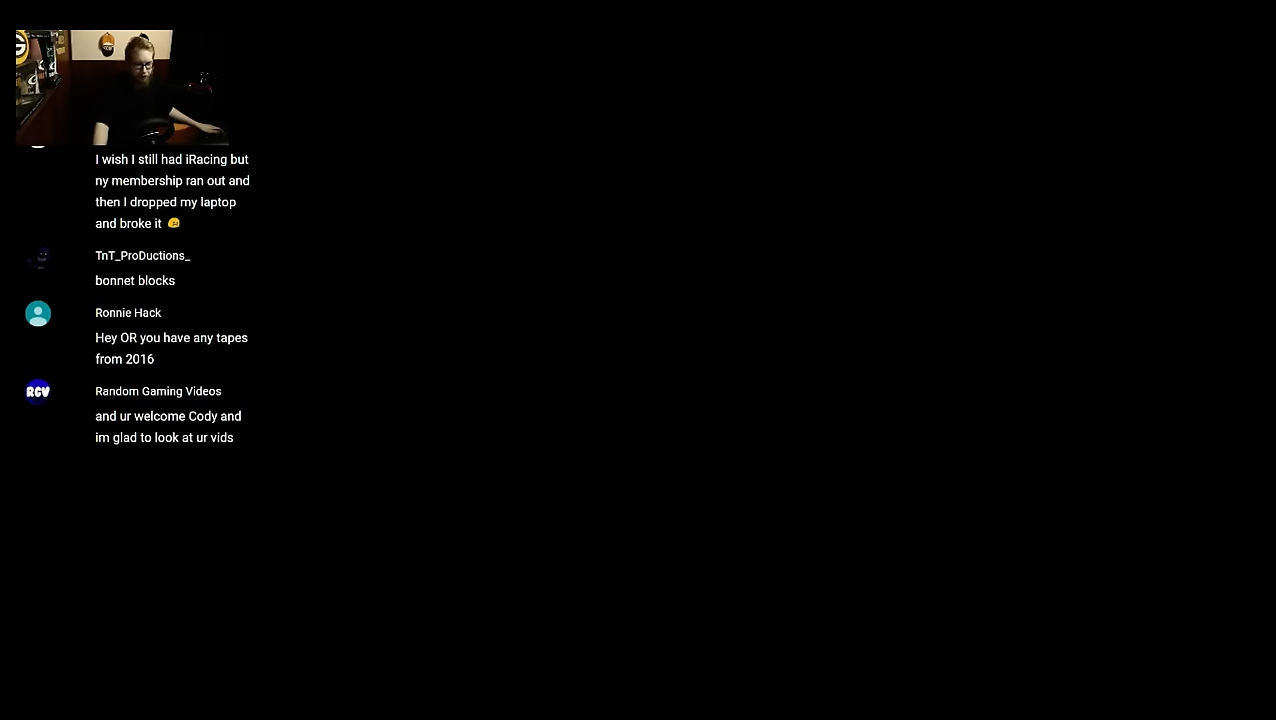 I wish I still had iRacing but
ny membership ran out and
then I dropped my laptop
and broke it
TnT_ProDuctions_
bonnet blocks
Ronnie Hack
Hey OR you have any tapes
from 2016
RGV
Random Gaming Videos
and ur welcome Cody and
im glad to look at ur vids